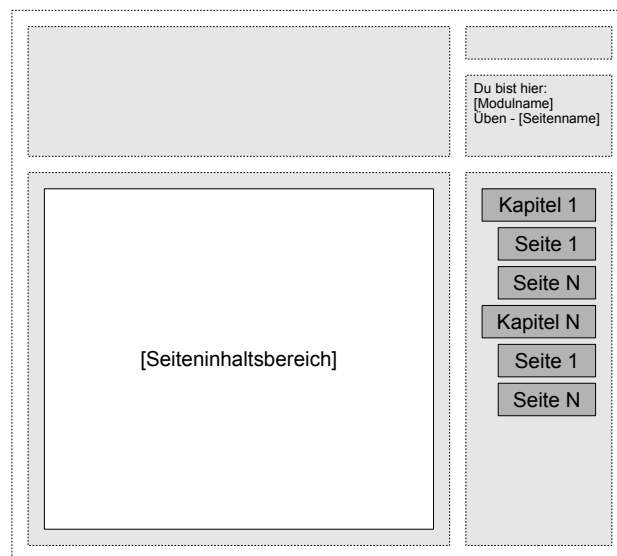 Du bist hier:
[Modulname]
Üben - [Seitenname]
Kapitel 1
Seite 1
Seite N
Kapitel N
Seite 1
Seite N
[Seiteninhaltsbereich]